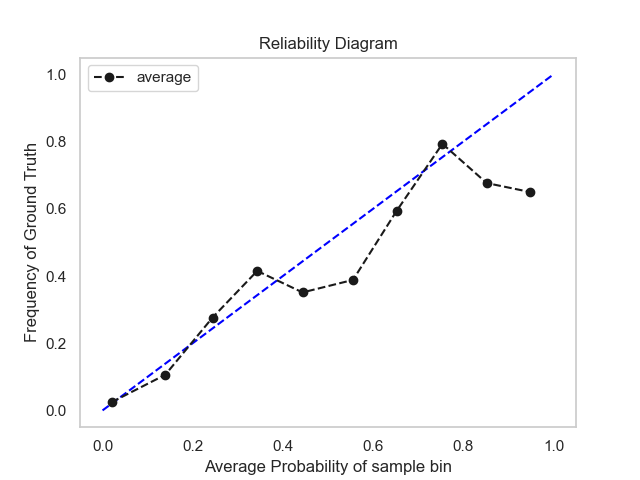 Reliability Diagram
average
Frequency of Ground Truth
1.0
0.8
0.6
0.4
0.2
0.0
0.0 0.2 0.4 0.6 0.8 1.0
Average Probability of sample bin